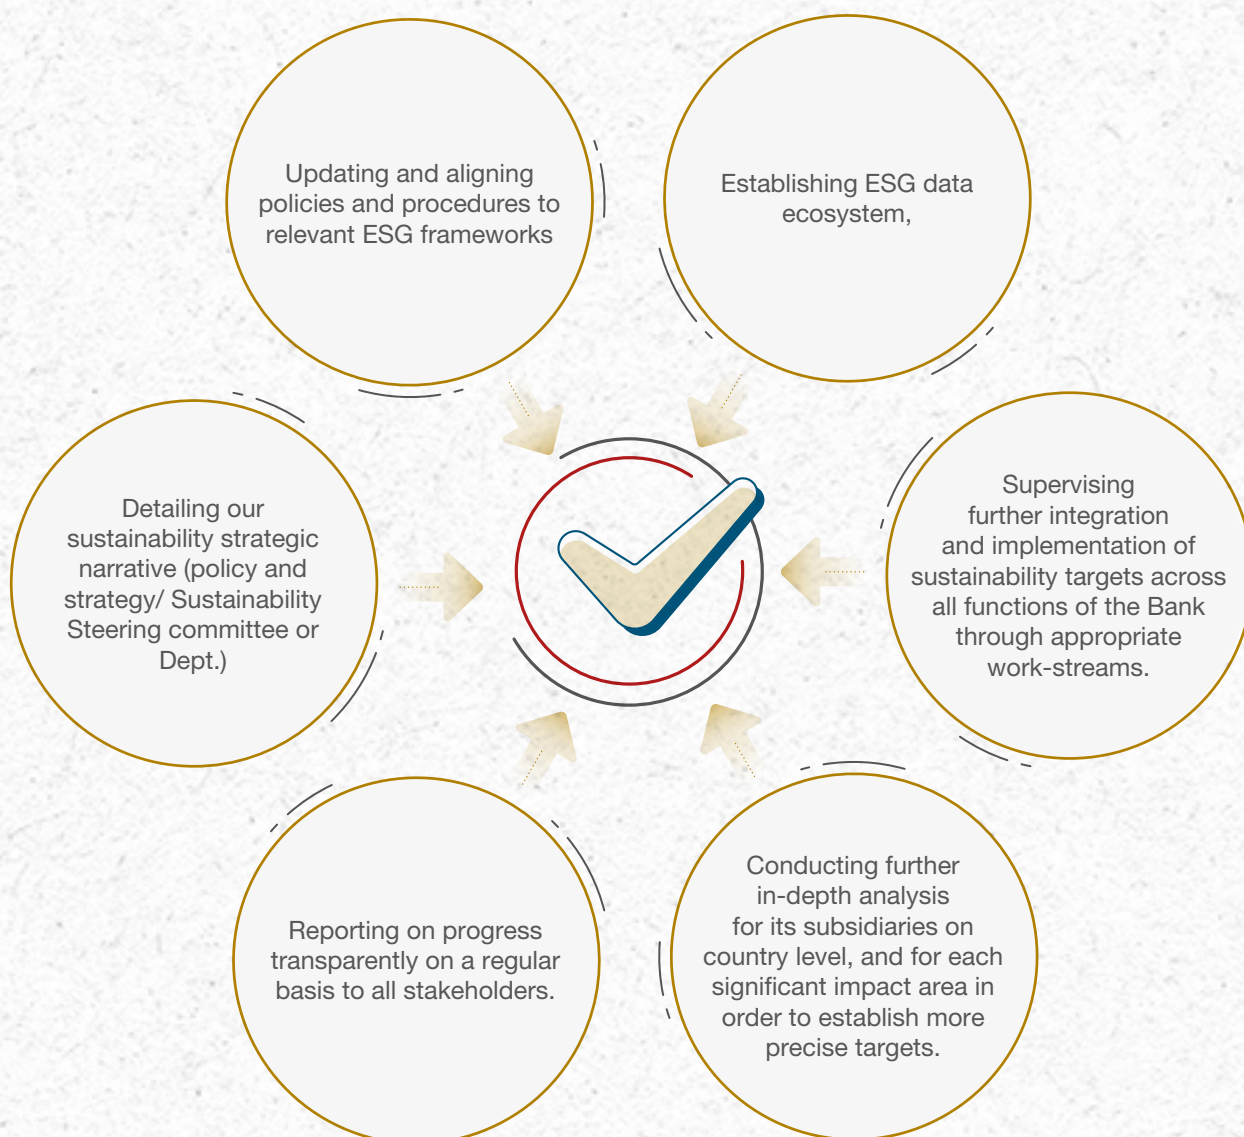 Updating and aligning
policies and procedures to
relevant ESG frameworks
Establishing ESG data
ecosystem,
Detailing our
sustainability strategic
narrative (policy and
strategy/ Sustainability
Steering committee or
Dept.)
Supervising
further integration
and implementation of
sustainability targets across
all functions of the Bank
through appropriate
work-streams.
Reporting on progress
transparently on a regular
basis to all stakeholders.
Conducting further
in-depth analysis
for its subsidiaries on
country level, and for each
significant impact area in
order to establish more
precise targets.